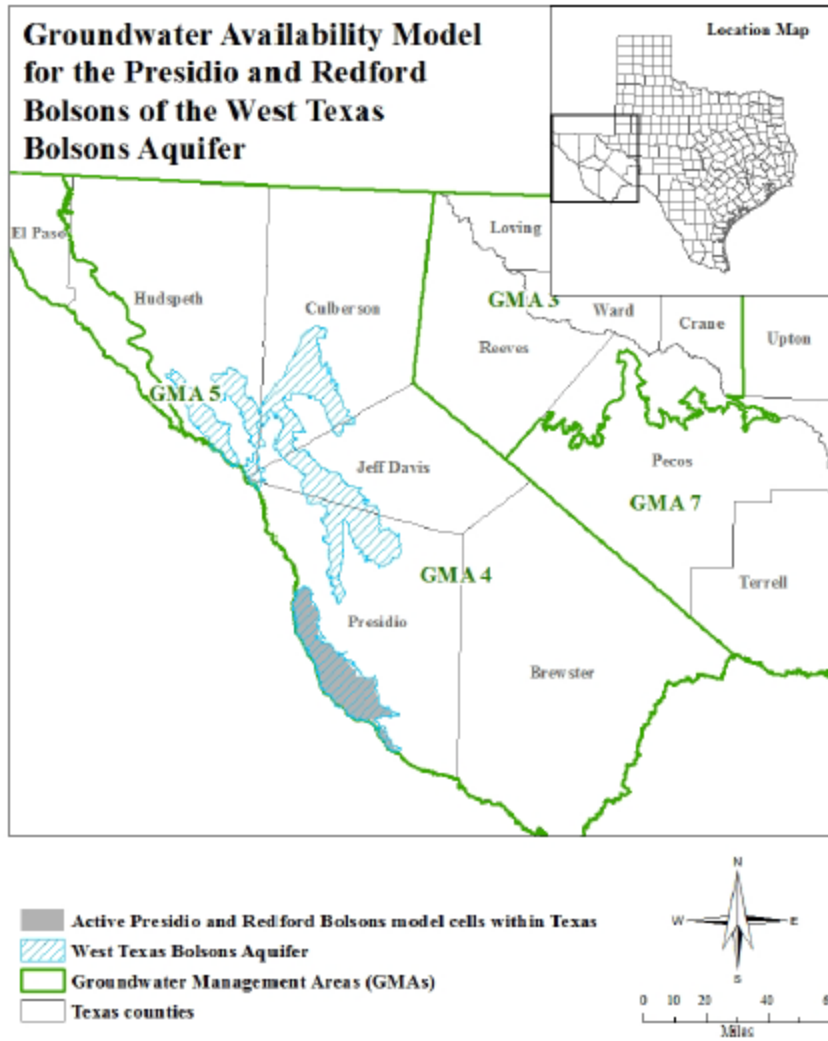 Groundwater Availability Model
for the Presidio and Redford
Bolsons of the West Texas
Bolsons Aquifer
Location Map
El Paso
Hudspeth
Culberson
Loving
GMA 3
Ward
Crane
Upton
Reeves
GMA 5
Jeff Davis
Pecos
GMA 7
GMA 4
Terrell
Presidio
Brewster
Active Presidio and Redford Bolsons model cells within Texas
West Texas Bolsons Aquifer
Groundwater Management Areas (GMAs)
Texas counties
N
W
E
S
0 10 20 40
Miles